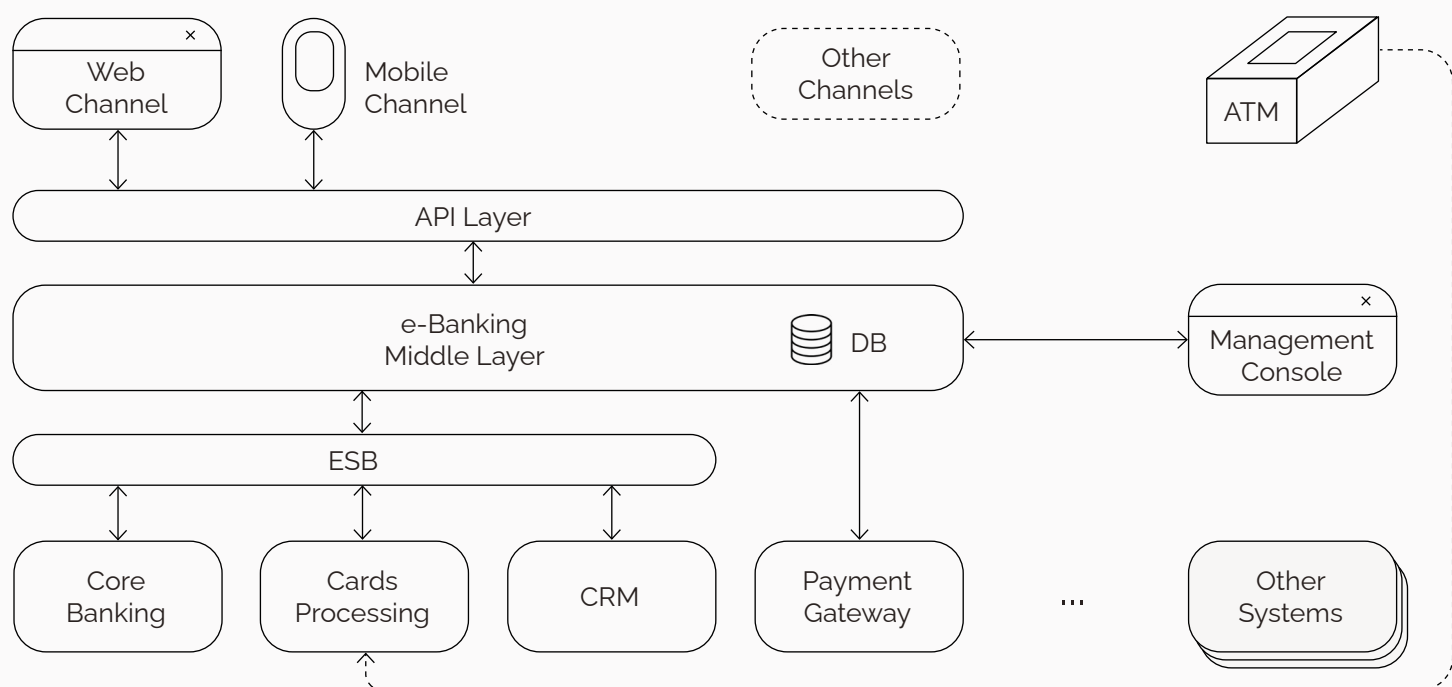 Web
Channel
Mobile
Channel
Other
Channels
ATM
API Layer
e-Banking
Middle Layer
DB
Management
Console
ESB
Core
Banking
Cards
Processing
CRM
Payment
Gateway
...
Other
Systems